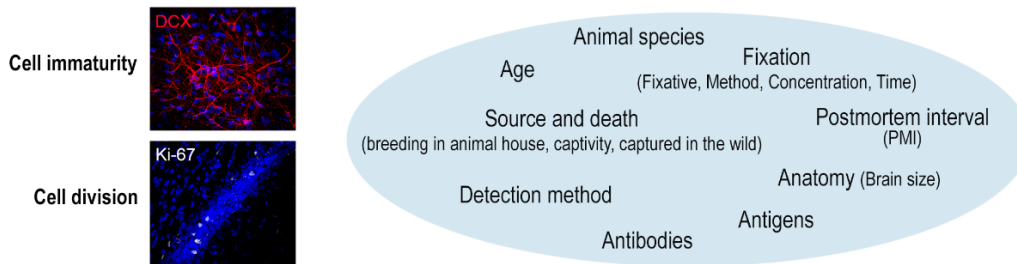 DCX
Cell immaturity
Ki-67
Cell division
Animal species
Fixation
(Fixative, Method, Concentration, Time)
Age
Source and death
(breeding in animal house, captivity, captured in the wild)
Postmortem interval
(PMI)
Anatomy (Brain size)
Detection method
Antigens
Antibodies